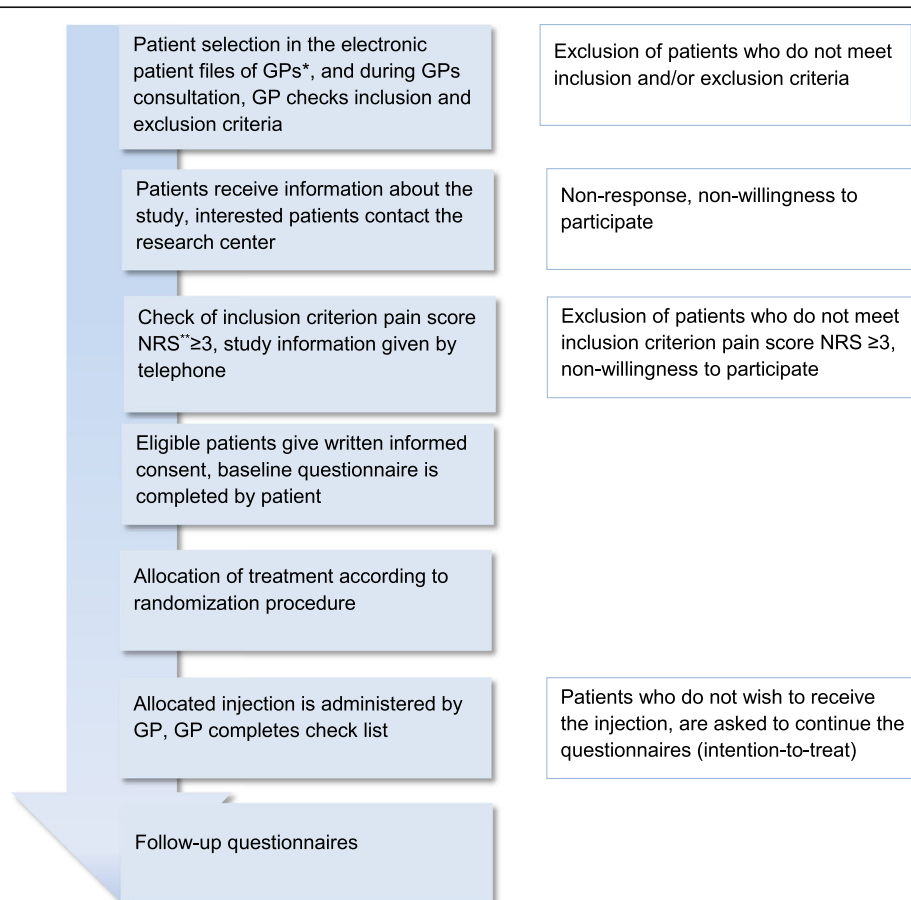 Patient selection in the electronic
patient files of GPs*, and during GPs
consultation, GP checks inclusion and
exclusion criteria
Exclusion of patients who do not meet
inclusion and/or exclusion criteria
Patients receive information about the
study, interested patients contact the
research center
Non-response, non-willingness to
participate
Check of inclusion criterion pain score
NRS**≥3, study information given by
telephone
Exclusion of patients who do not meet
inclusion criterion pain score NRS ≥3,
non-willingness to participate
Eligible patients give written informed
consent, baseline questionnaire is
completed by patient
Allocation of treatment according to
randomization procedure
Allocated injection is administered by
GP, GP completes check list
Patients who do not wish to receive
the injection, are asked to continue the
questionnaires (intention-to-treat)
Follow-up questionnaires